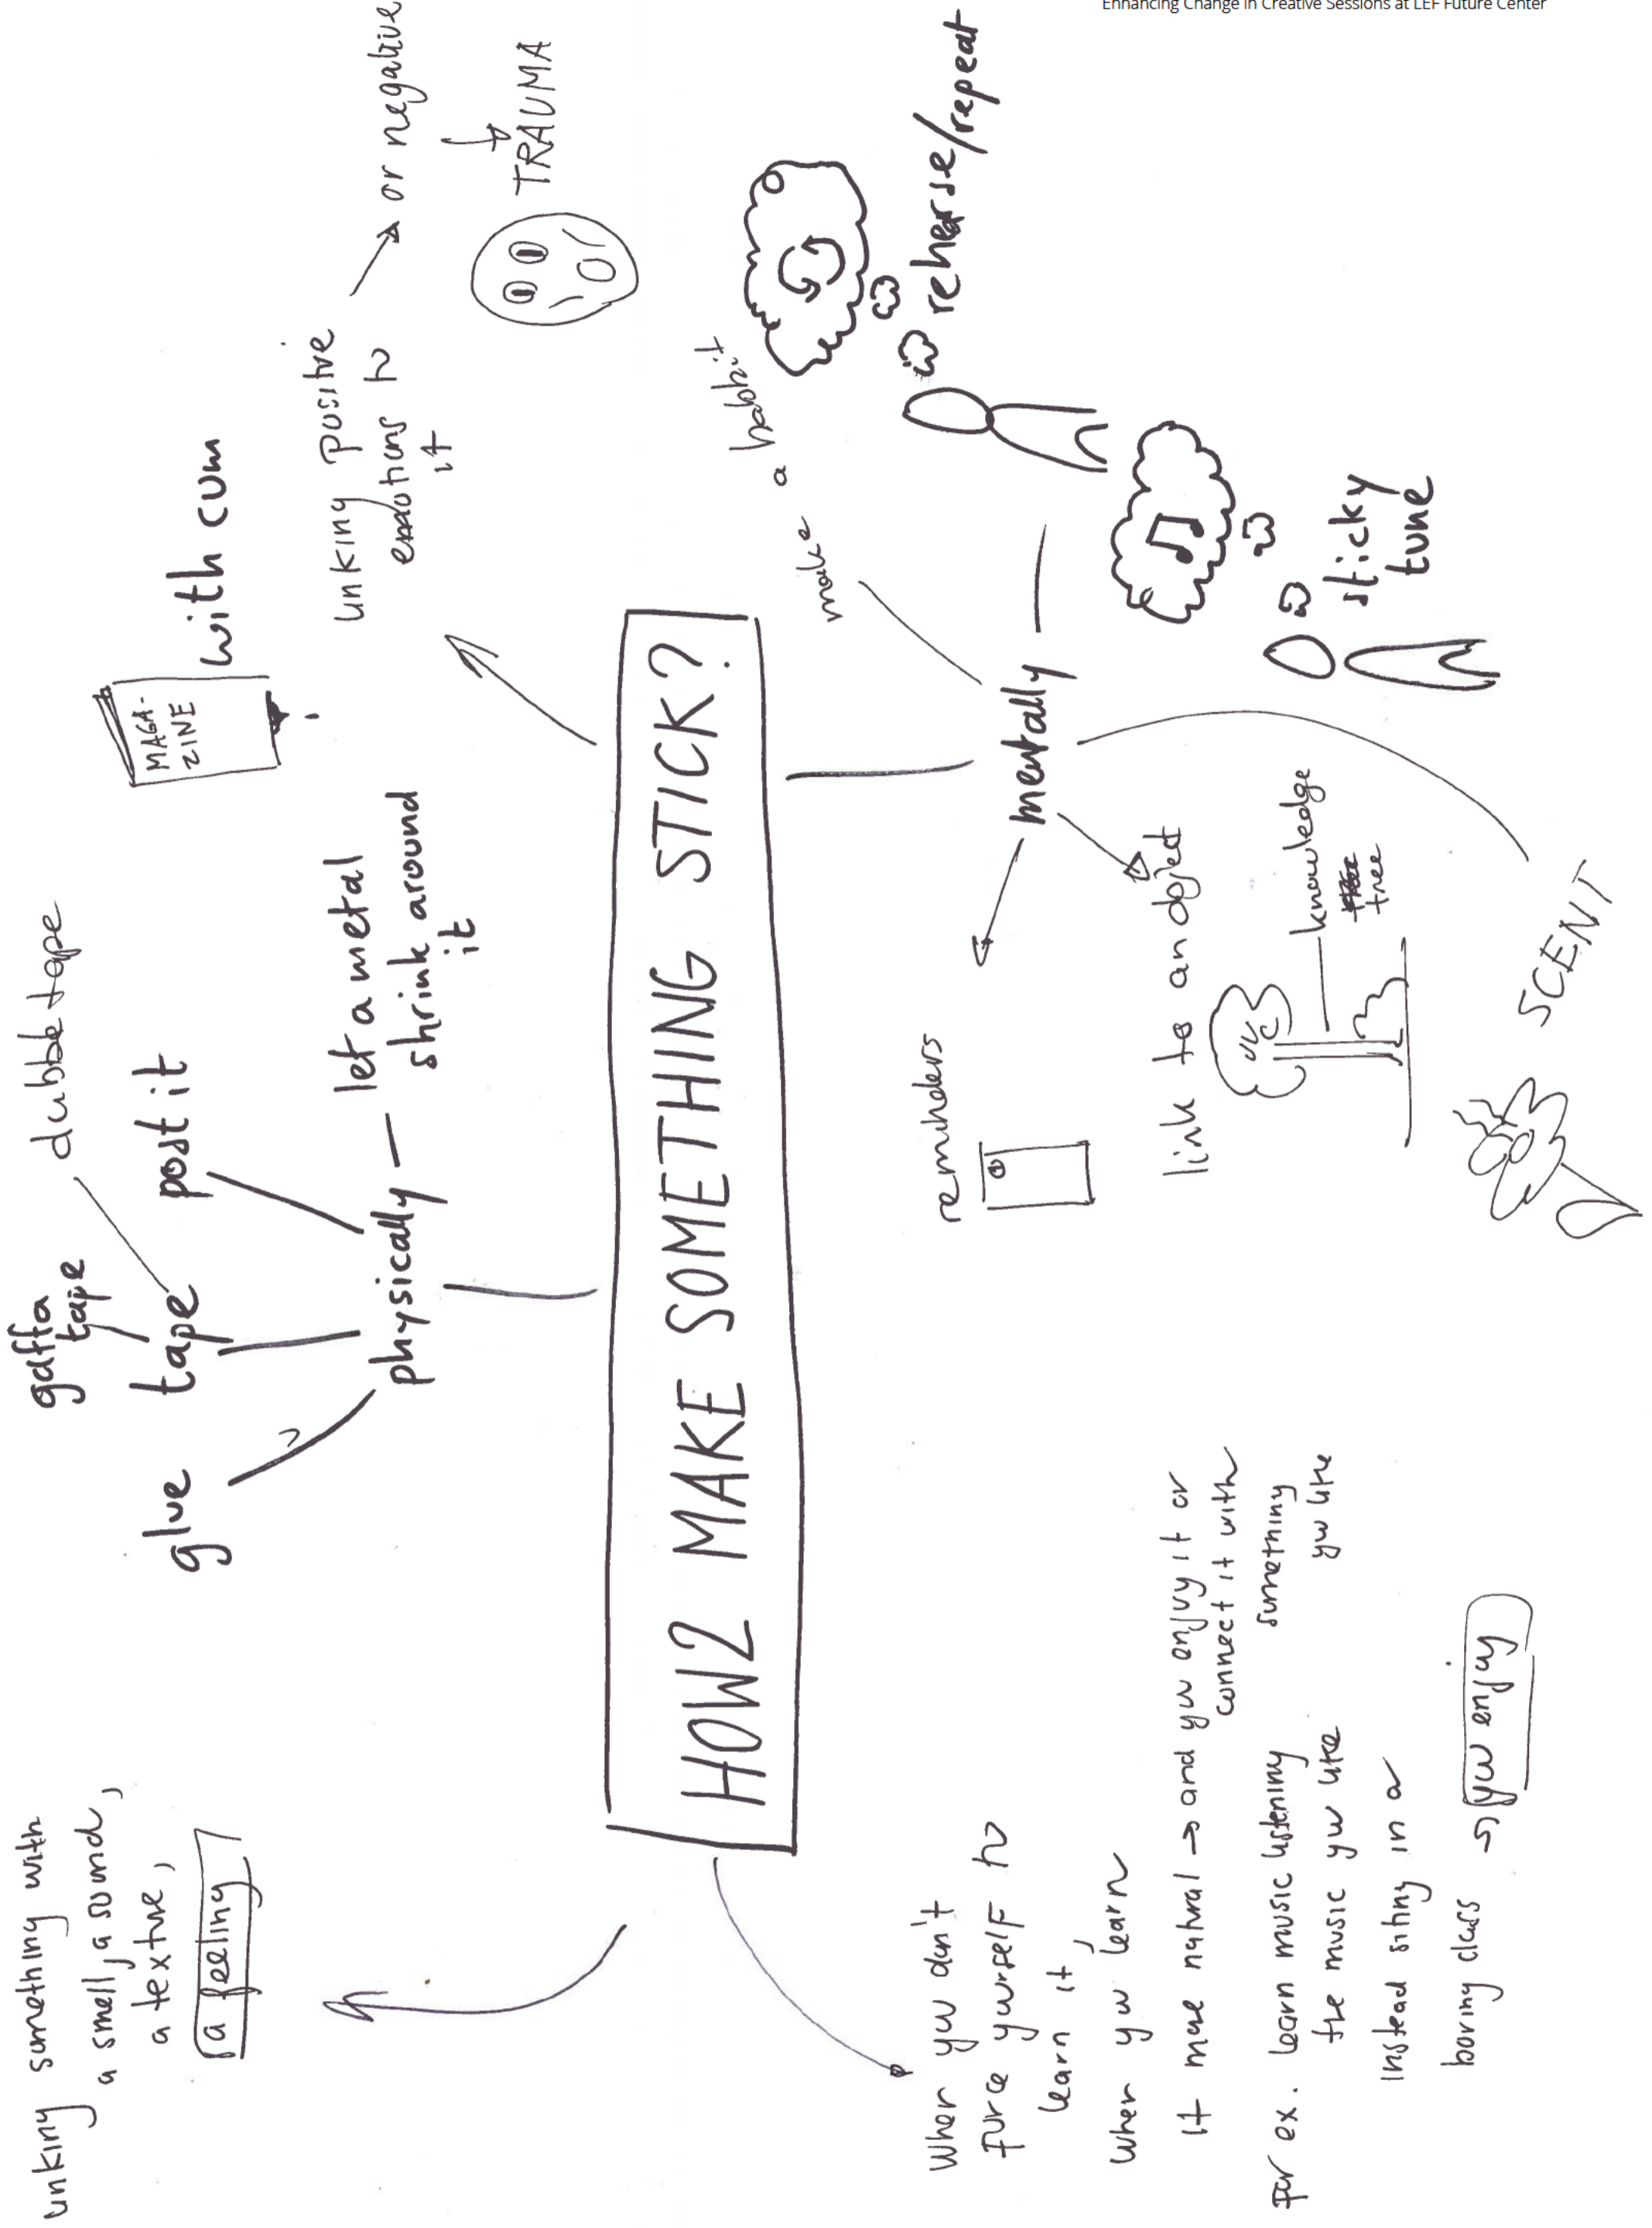 Enhancing Change in Creative Sessions at LEF Future Center
linking something with
a smell, a sound,
a texture,
a feeling
gaffa
tape
dubble tape
glue
tape
post it
physically
let a metal
shrink around
it
MAGA-
ZINE
with cum
linking positive
emotions to
it
or negative
TRAUMA
HOW2 MAKE SOMETHING STICK?
When you don't
force yourself to
learn it,
When you learn
it more natural → and you enjoy it or
connect it with
something
you like
for ex. learn music listening
the music you like
instead siting in a
boring class
→ you enjoy
mentally
make a habbit
reherse/repeat
sticky
tune
reminders
link to an object
knowledge
tree
SCENT